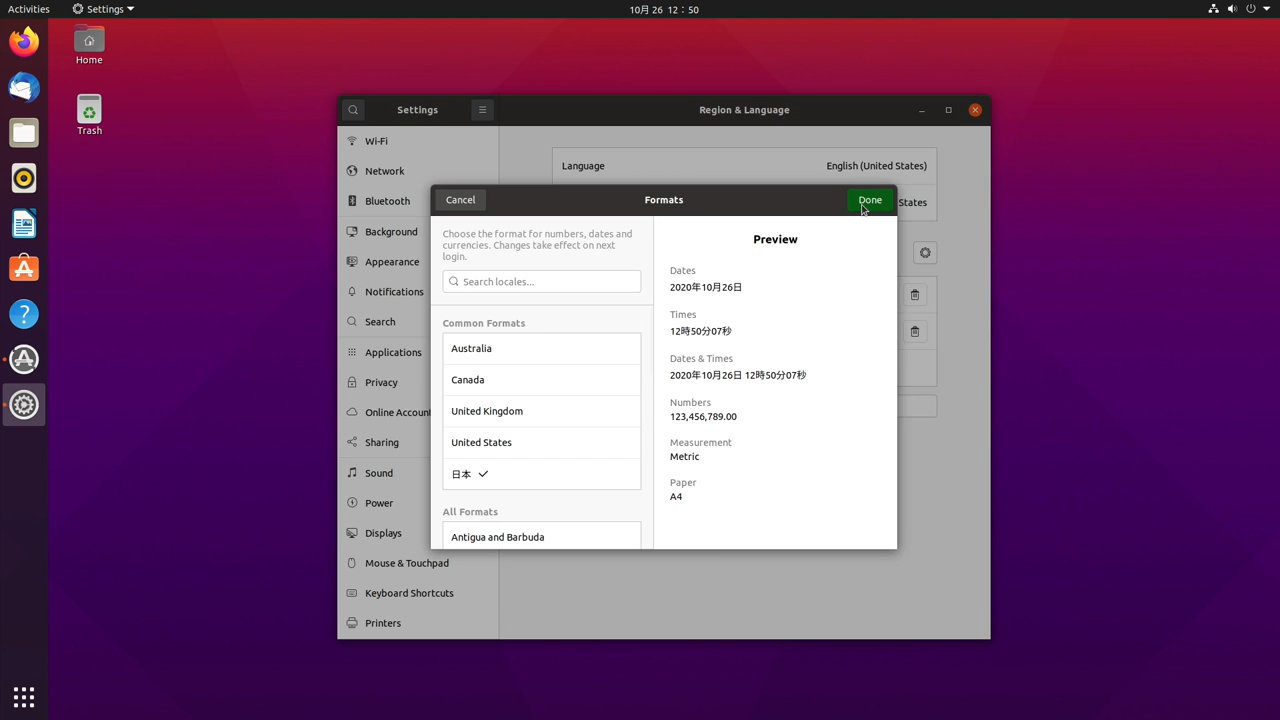 Activities
Settings
10月 26 12：50
Home
Trash
Settings
Region & Language
Wi-Fi
Network
Bluetooth
Background
Appearance
Notifications
Search
Applications
Privacy
Online Accoun
Sharing
Sound
Power
Displays
Mouse & Touchpad
Keyboard Shortcuts
Printers
Language
English (United States)
States
Cancel
Formats
Done
Choose the format for numbers, dates and
currencies. Changes take effect on next
login.
Search locales...
Common Formats
Australia
Canada
United Kingdom
United States
日本
All Formats
Antigua and Barbuda
Preview
Dates
2020年10月26日
Times
12時50分07秒
Dates & Times
2020年10月26日 12時50分07秒
Numbers
123,456,789.00
Measurement
Metric
Paper
A4